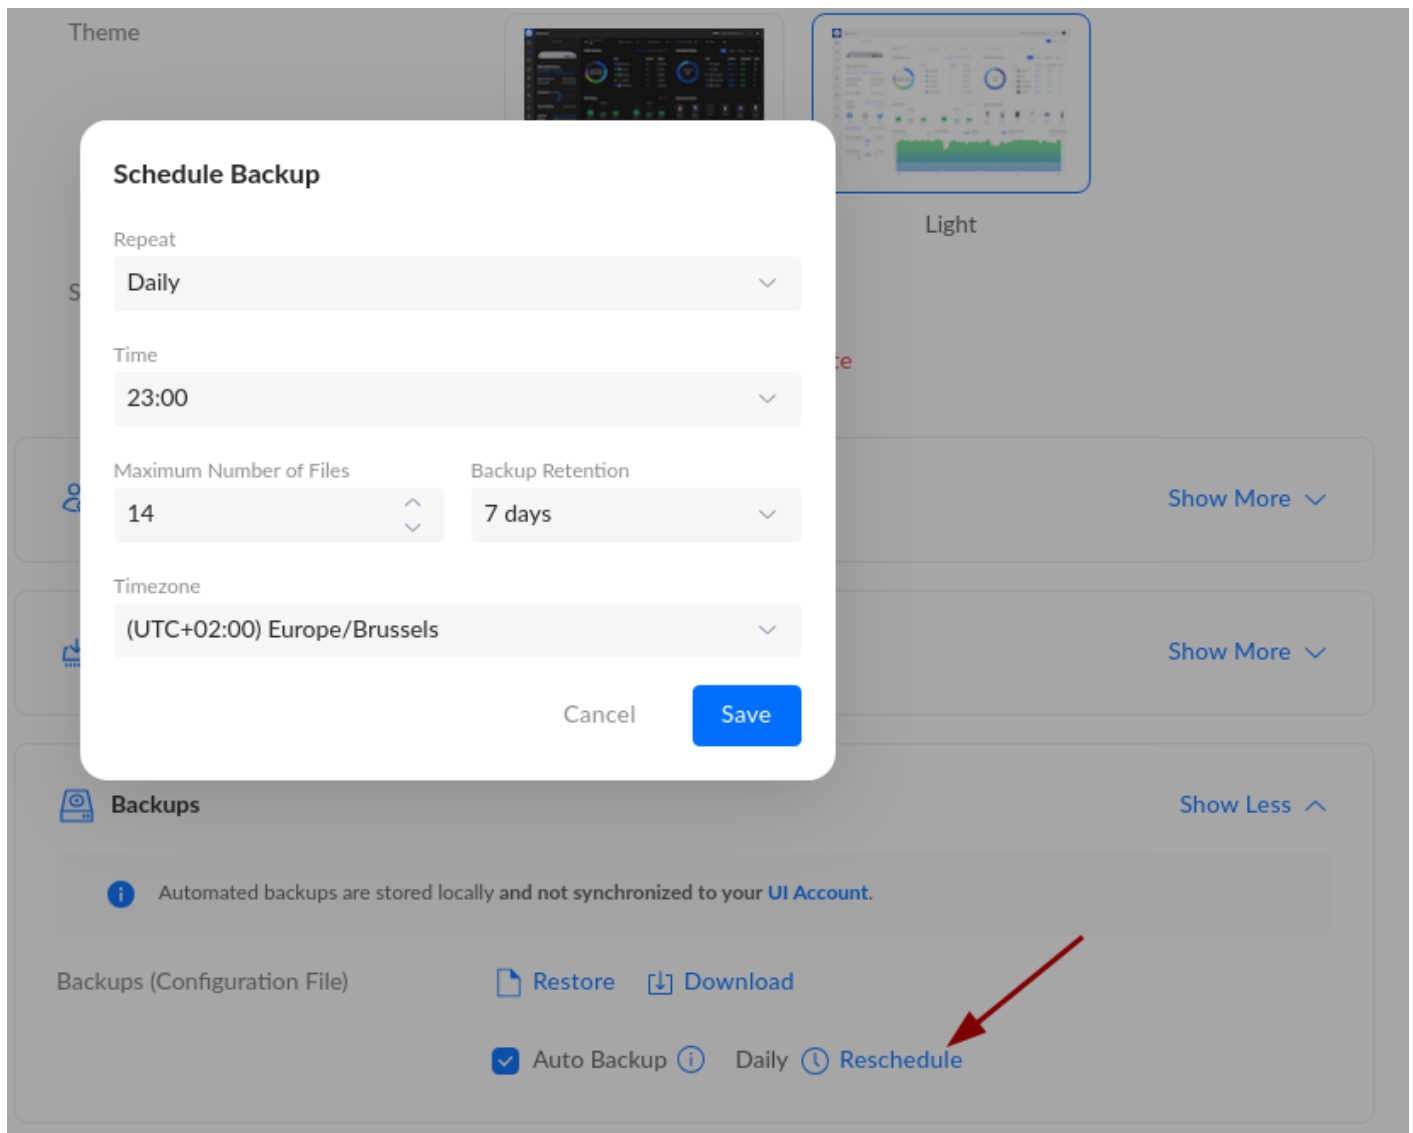 Theme
Light
Schedule Backup
Repeat
Daily
Time
23:00
Maximum Number of Files
Backup Retention
14
7 days
Timezone
(UTC+02:00) Europe/Brussels
Cancel
Save
Show More
Show More
Backups
Show Less
Automated backups are stored locally and not synchronized to your UI Account.
Backups (Configuration File)
Restore
Download
Auto Backup
Daily
Reschedule